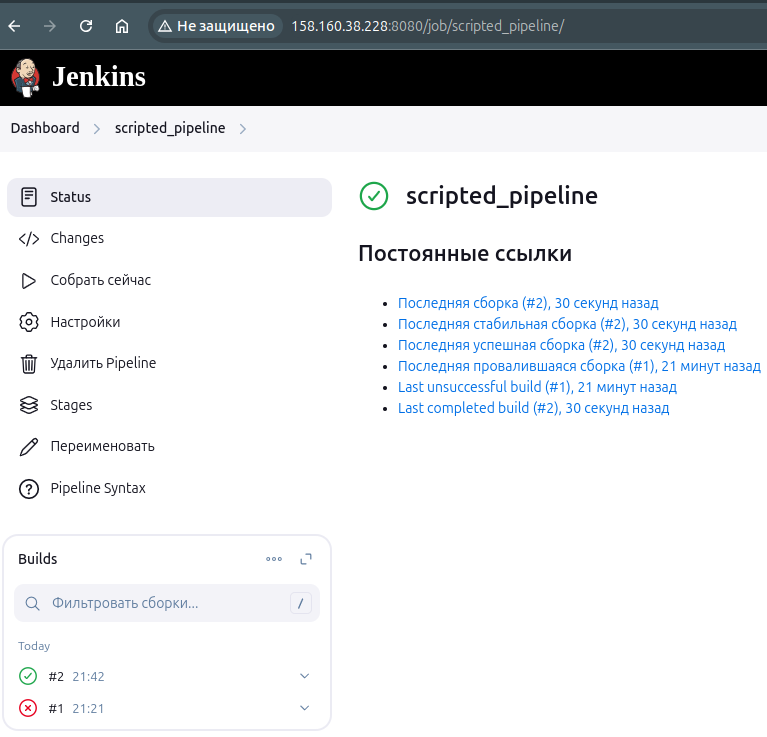 Не защищено 158.160.38.228:8080/job/scripted_pipeline/
Jenkins
Dashboard scripted_pipeline
Status
Changes
Собрать сейчас
Настройки
Удалить Pipeline
Stages
Переименовать
Pipeline Syntax
Builds
Фильтровать сборки... /
Today
#2 21:42
#1 21:21
scripted_pipeline
Постоянные ссылки
Последняя сборка (#2), 30 секунд назад
Последняя стабильная сборка (#2), 30 секунд назад
Последняя успешная сборка (#2), 30 секунд назад
Последняя провалившаяся сборка (#1), 21 минут назад
Last unsuccessful build (#1), 21 минут назад
Last completed build (#2), 30 секунд назад